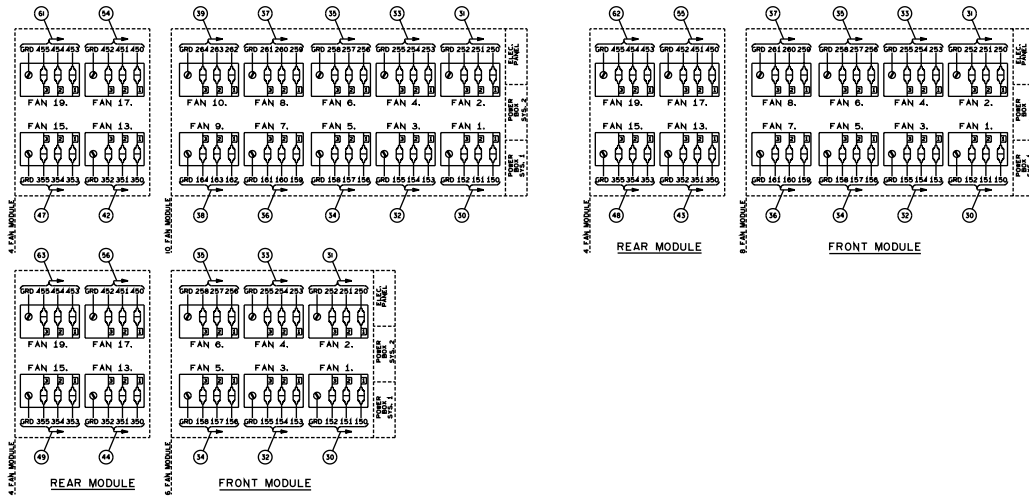 61 54 39 37 35 33 31
GRD 455 454 453 GRD 452 451 450 GRD 264 263 262 GRD 261 260 259 GRD 258 257 256 GRD 255 254 253 GRD 252 251 250
FAN 19. FAN 17. FAN 10. FAN 8. FAN 6. FAN 4. FAN 2.
FAN 15. FAN 13. FAN 9. FAN 7. FAN 5. FAN 3. FAN 1.
GRD 355 354 353 GRD 352 351 350 GRD 164 163 162 GRD 161 160 159 GRD 158 157 156 GRD 155 154 153 GRD 152 151 150
47 42 38 36 34 32 30
4 FAN MODULE
10 FAN MODULE
ELEC. PANEL
POWER BOX SYS. 2
POWER BOX SYS. 1
62 55 37 35 33 31
GRD 455 454 453 GRD 452 451 450 GRD 261 260 259 GRD 258 257 256 GRD 255 254 253 GRD 252 251 250
FAN 19. FAN 17. FAN 8. FAN 6. FAN 4. FAN 2.
FAN 15. FAN 13. FAN 7. FAN 5. FAN 3. FAN 1.
GRD 355 354 353 GRD 352 351 350 GRD 161 160 159 GRD 158 157 156 GRD 155 154 153 GRD 152 151 150
48 43 36 34 32 30
4 FAN MODULE
8 FAN MODULE
ELEC. PANEL
POWER BOX SYS. 2
POWER BOX SYS. 1
REAR MODULE FRONT MODULE
63 56 35 33 31
GRD 455 454 453 GRD 452 451 450 GRD 258 257 256 GRD 255 254 253 GRD 252 251 250
FAN 19. FAN 17. FAN 6. FAN 4. FAN 2.
FAN 15. FAN 13. FAN 5. FAN 3. FAN 1.
GRD 355 354 353 GRD 352 351 350 GRD 158 157 156 GRD 155 154 153 GRD 152 151 150
49 44 34 32 30
4 FAN MODULE
6 FAN MODULE
ELEC. PANEL
POWER BOX SYS. 2
POWER BOX SYS. 1
REAR MODULE FRONT MODULE